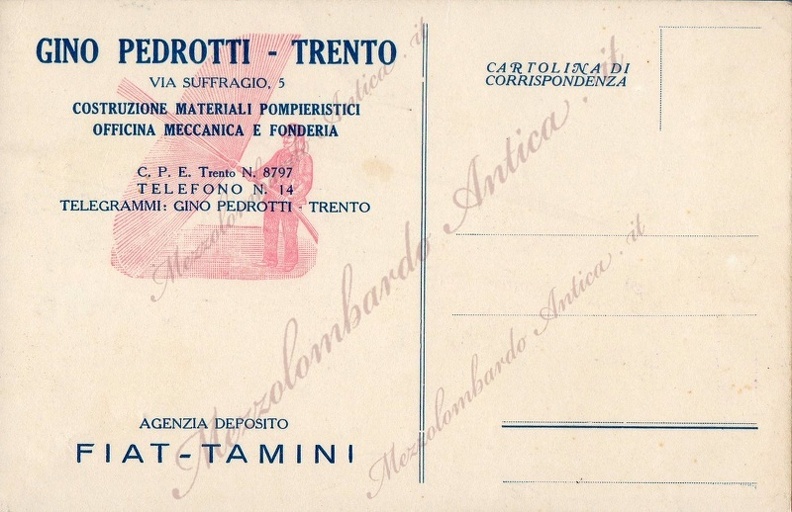 GINO PEDROTTI - TRENTO
VIA SUFFRAGIO, 5
COSTRUZIONE MATERIALI POMPIERISTICI
OFFICINA MECCANICA E FONDERIA
C. P. E. Trento N. 8797
TELEFONO N. 14
TELEGRAMMI: GINO PEDROTTI - TRENTO
AGENZIA DEPOSITO
FIAT-TAMINI
CARTOLINA DI
CORRISPONDENZA
Mezzolombardo Antica . it
Mezzolombardo Antica . it
Mezzolombardo Antica . it